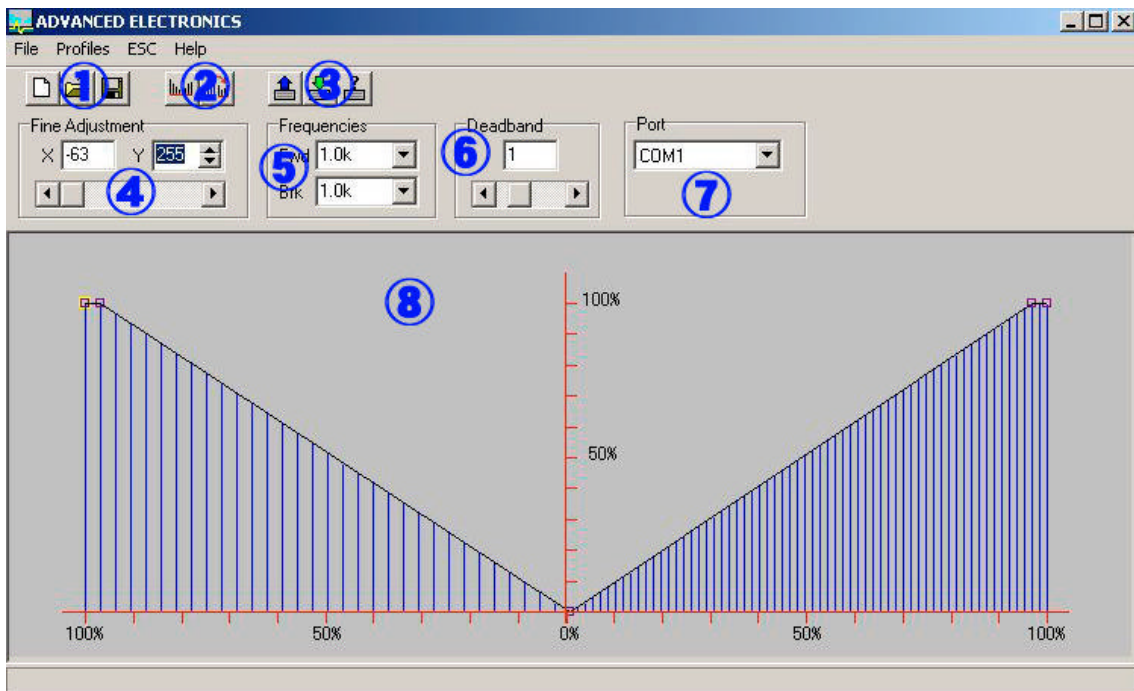 ADVANCED ELECTRONICS
File Profiles ESC Help
1 2 3
Fine Adjustment Frequencies Deadband Port
X -63 Y 255 Fwd 1.0k 6 1 COM1
4 5 Brk 1.0k 7
8
100%
50%
100% 50% 0% 50% 100%